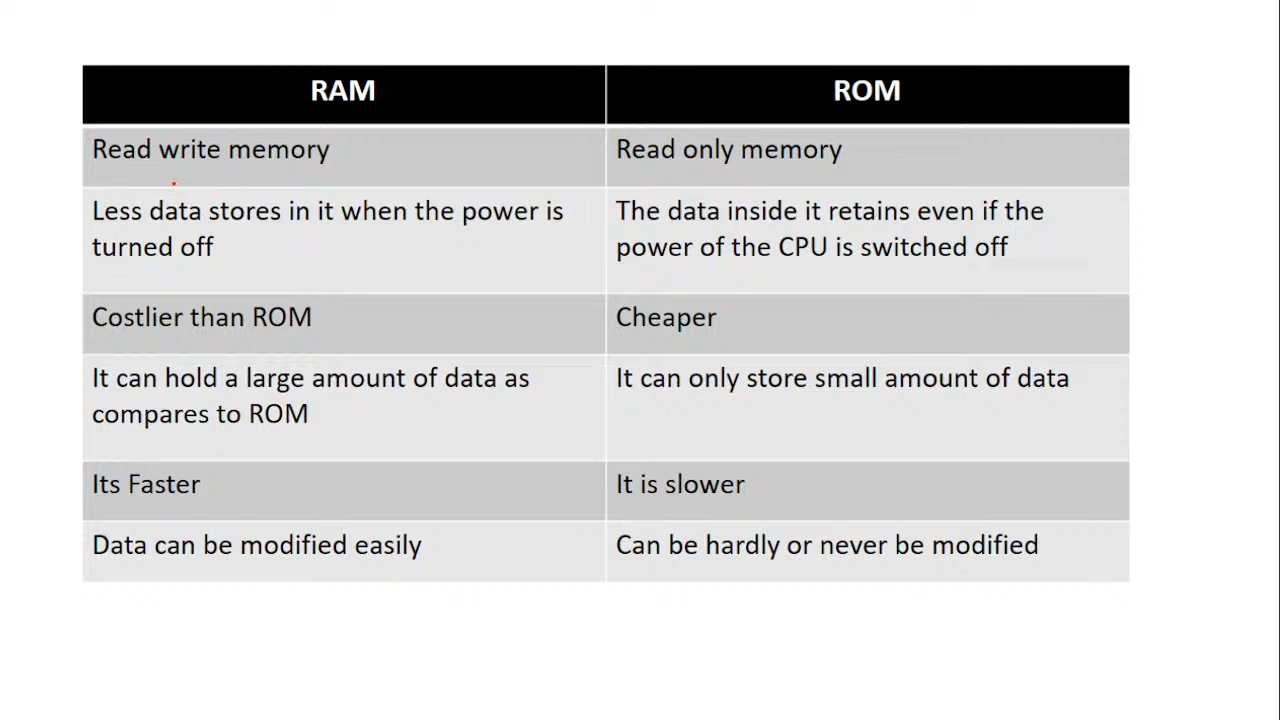 RAM
ROM
Read write memory
Read only memory
Less data stores in it when the power is
turned off
The data inside it retains even if the
power of the CPU is switched off
Costlier than ROM
Cheaper
It can hold a large amount of data as
compares to ROM
It can only store small amount of data
Its Faster
It is slower
Data can be modified easily
Can be hardly or never be modified